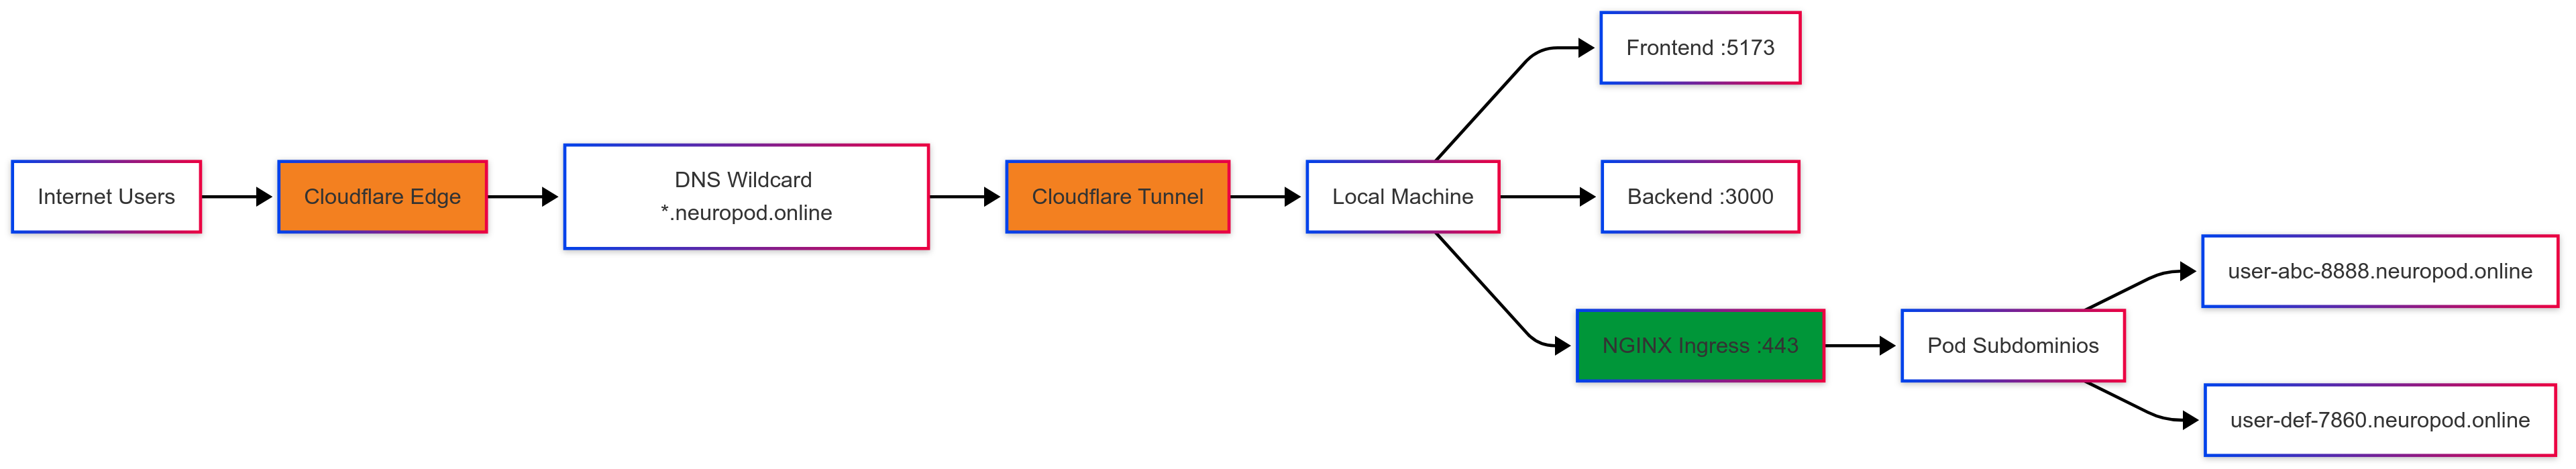 Internet Users
Cloudflare Edge
DNS Wildcard
*.neuropod.online
Cloudflare Tunnel
Local Machine
Frontend :5173
Backend :3000
NGINX Ingress :443
Pod Subdominios
user-abc-8888.neuropod.online
user-def-7860.neuropod.online